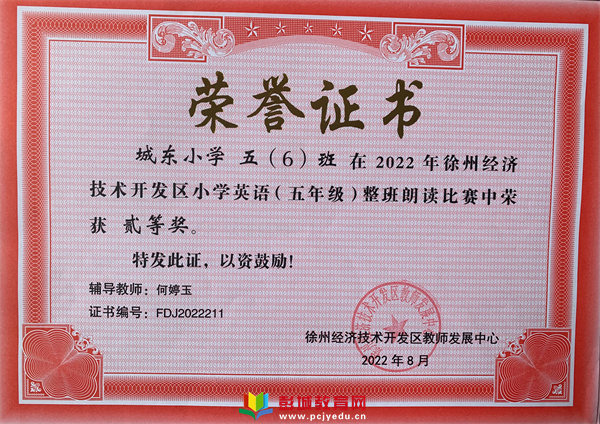 荣誉证书
城东小学 五（6）班 在 2022 年徐州经济
技术开发区小学英语（五年级）整班朗读比赛中荣
获 贰等奖。
特发此证，以资鼓励！
辅导教师：何婷玉
证书编号：FDJ2022211
徐州经济技术开发区教师发展中心
2022 年 8 月
彭城教育网
www.pcjyedu.cn